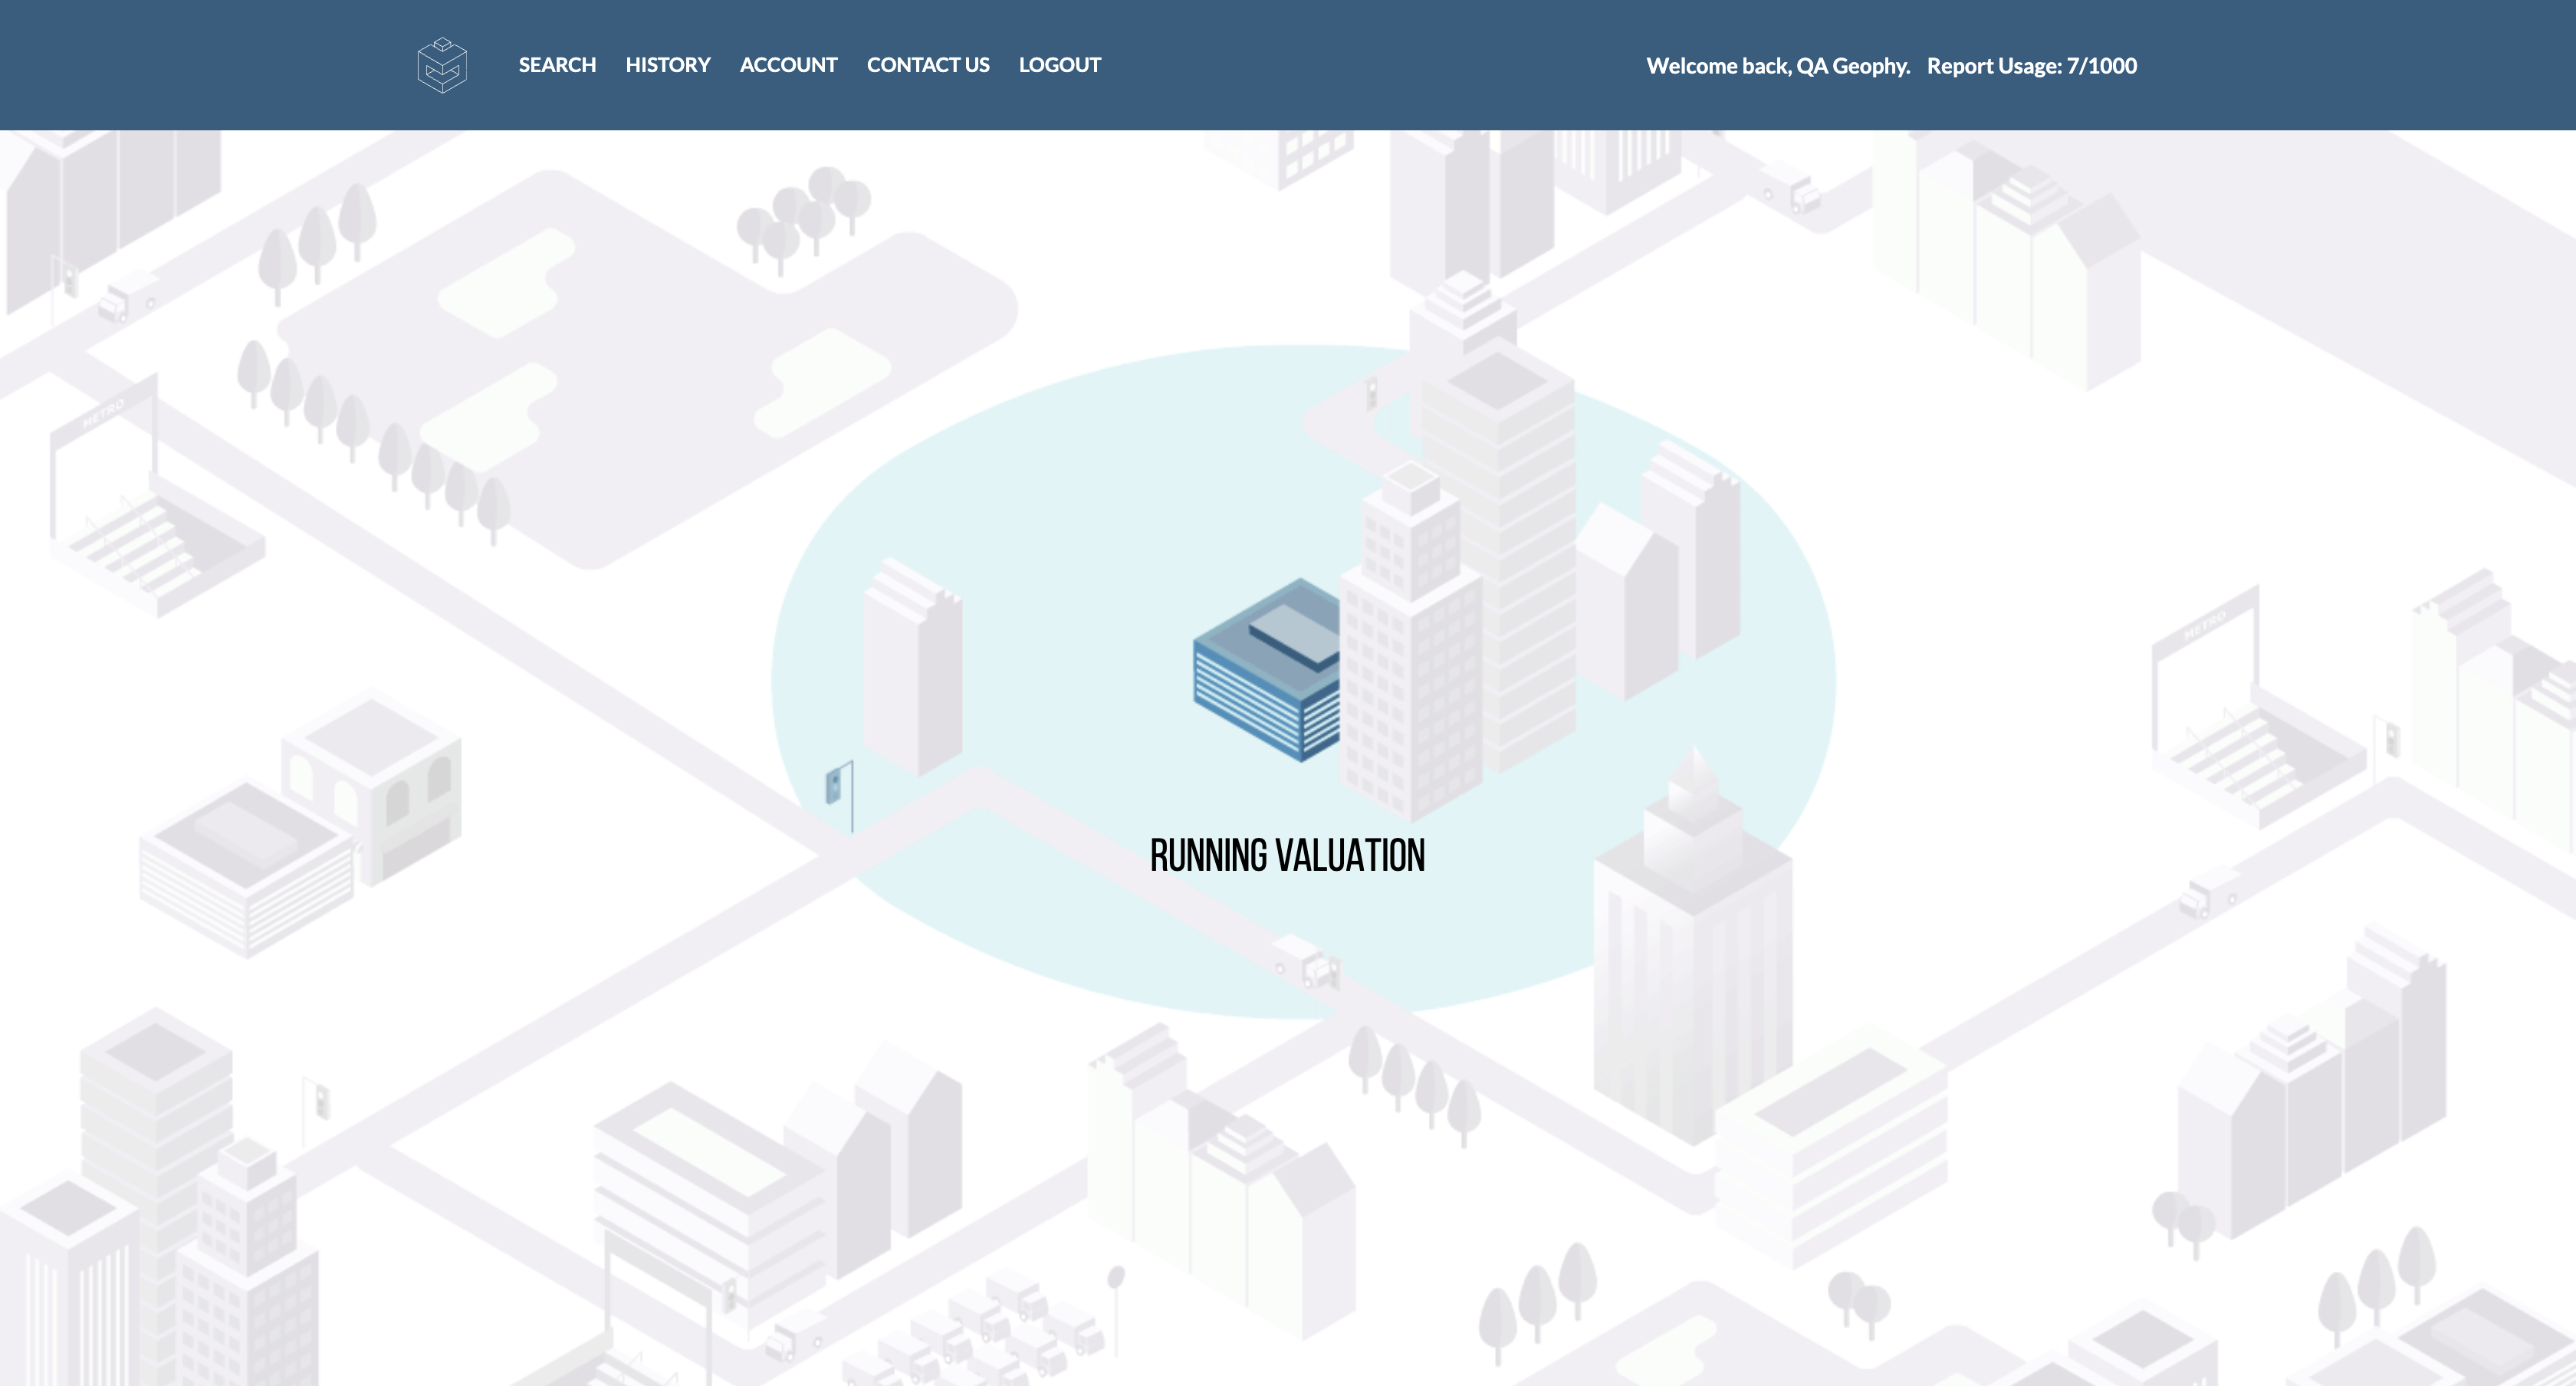 SEARCH HISTORY ACCOUNT CONTACT US LOGOUT Welcome back, QA Geophy. Report Usage: 7/1000
METRO
METRO
RUNNING VALUATION